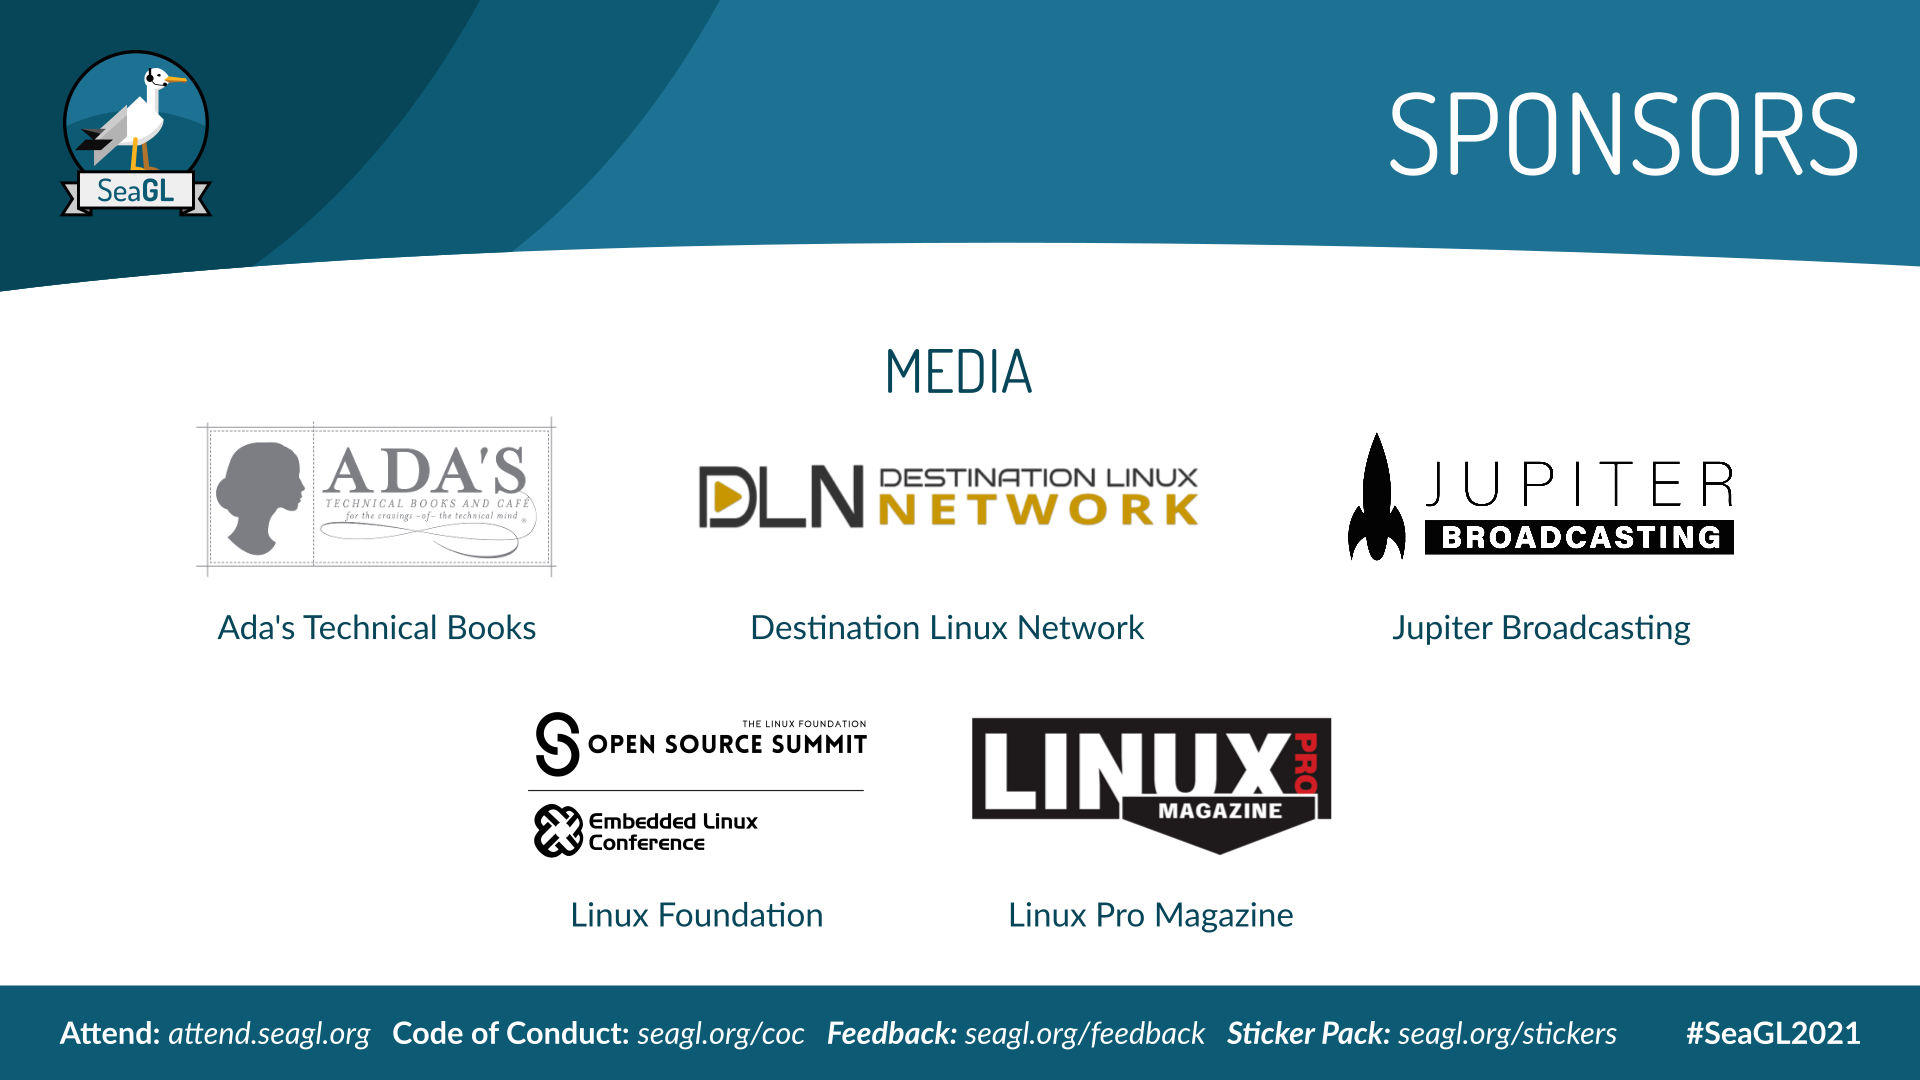 SeaGL
SPONSORS
MEDIA
ADA'S
TECHNICAL BOOKS AND CAFÉ
for the cravings -of- the technical mind ®
DLN DESTINATION LINUX
NETWORK
JUPITER
BROADCASTING
Ada's Technical Books
Destination Linux Network
Jupiter Broadcasting
THE LINUX FOUNDATION
OPEN SOURCE SUMMIT
Embedded Linux
Conference
LINUX PRO
MAGAZINE
Linux Foundation
Linux Pro Magazine
Attend: attend.seagl.org Code of Conduct: seagl.org/coc Feedback: seagl.org/feedback Sticker Pack: seagl.org/stickers #SeaGL2021